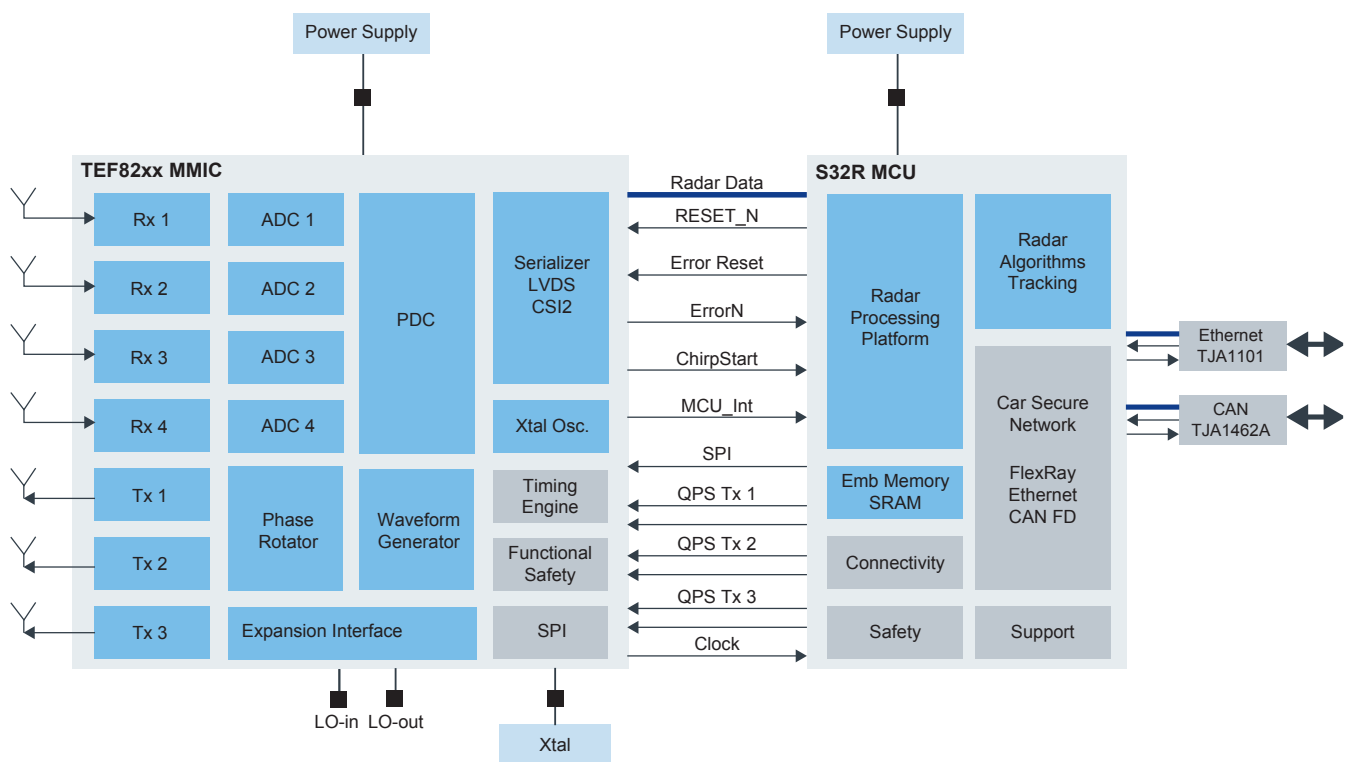 Power Supply
Power Supply
TEF82xx MMIC
Rx 1
Rx 2
Rx 3
Rx 4
Tx 1
Tx 2
Tx 3
ADC 1
ADC 2
ADC 3
ADC 4
PDC
Phase
Rotator
Waveform
Generator
Expansion Interface
Serializer
LVDS
CSI2
Xtal Osc.
Timing
Engine
Functional
Safety
SPI
LO-in
LO-out
Xtal
Radar Data
RESET_N
Error Reset
ErrorN
ChirpStart
MCU_Int
SPI
QPS Tx 1
QPS Tx 2
QPS Tx 3
Clock
S32R MCU
Radar
Processing
Platform
Emb Memory
SRAM
Connectivity
Safety
Radar
Algorithms
Tracking
Car Secure
Network
FlexRay
Ethernet
CAN FD
Support
Ethernet
TJA1101
CAN
TJA1462A